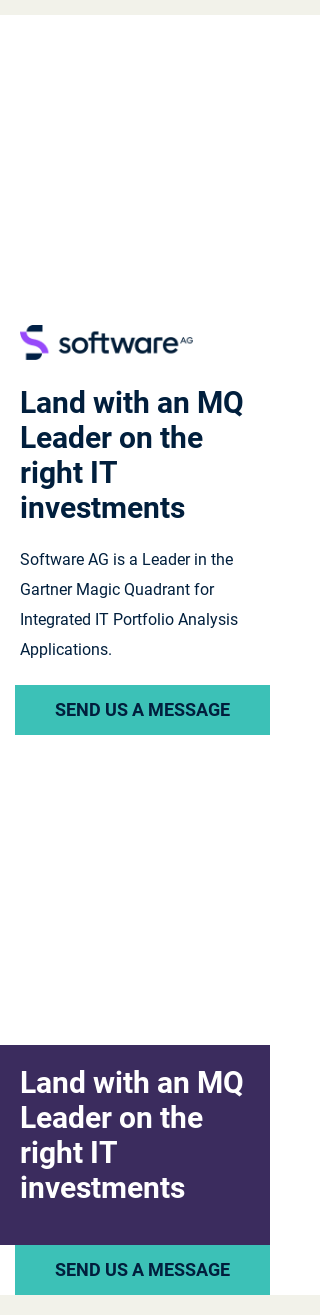 software AG
Land with an MQ
Leader on the
right IT
investments
Software AG is a Leader in the
Gartner Magic Quadrant for
Integrated IT Portfolio Analysis
Applications.
SEND US A MESSAGE
Land with an MQ
Leader on the
right IT
investments
SEND US A MESSAGE